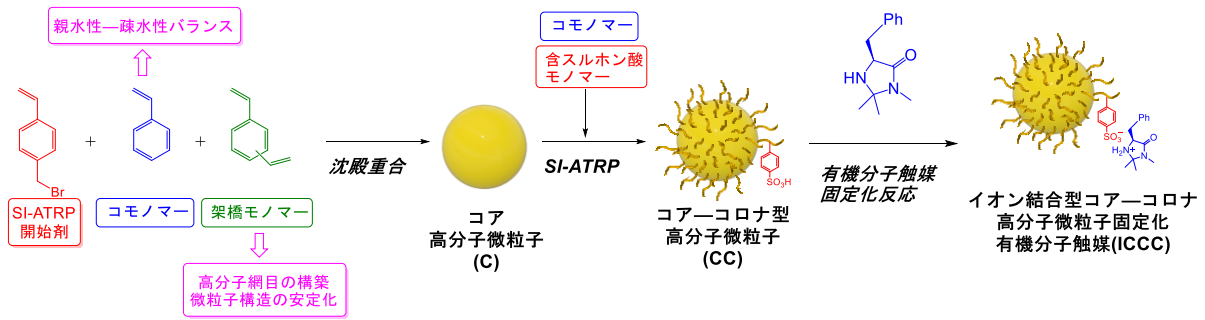 親水性―疎水性バランス
Br
SI-ATRP
開始剤
+
コモノマー
+
架橋モノマー
高分子網目の構築
微粒子構造の安定化
沈殿重合
コア
高分子微粒子
(C)
コモノマー
含スルホン酸
モノマー
SI-ATRP
SO₃H
コア―コロナ型
高分子微粒子
(CC)
Ph
O
HN
N
有機分子触媒
固定化反応
Ph
SO₃⁻
O
H₂N⁺
N
イオン結合型コア―コロナ
高分子微粒子固定化
有機分子触媒(ICCC)